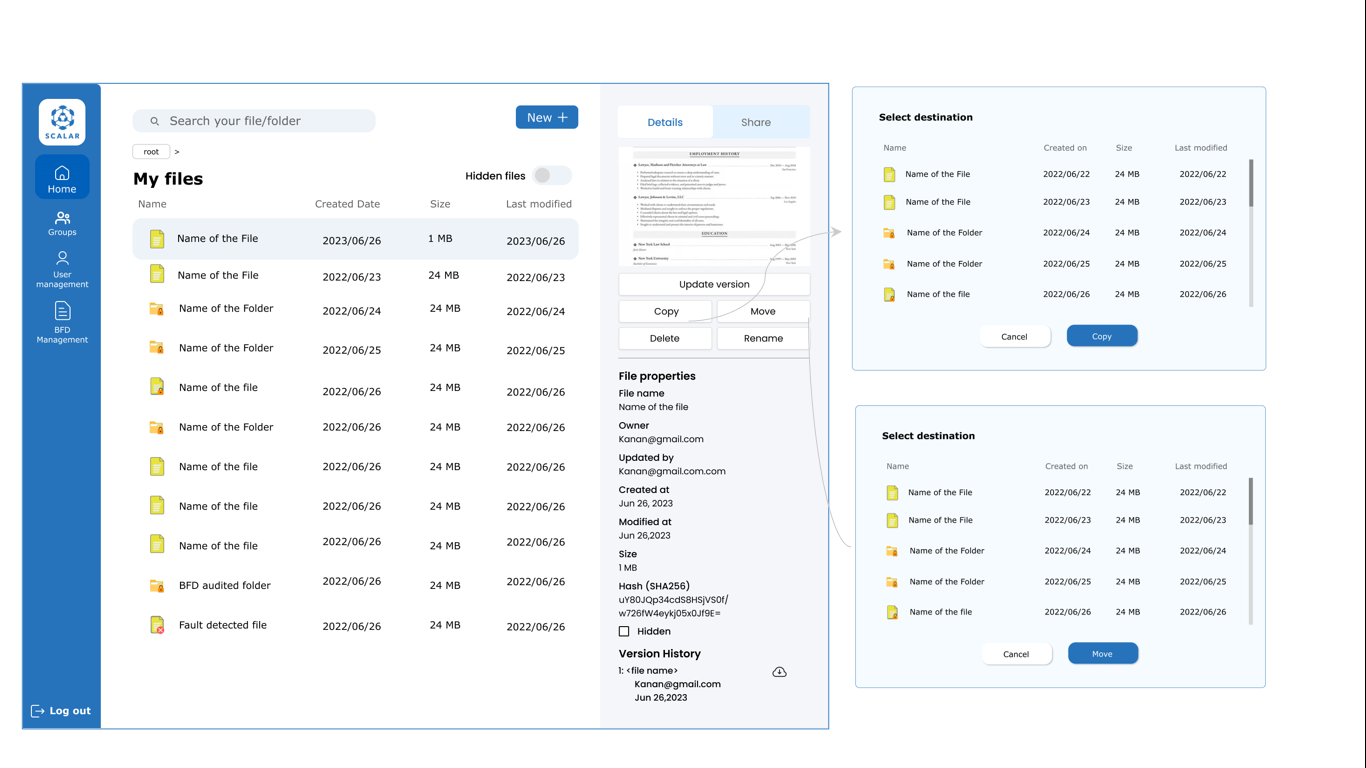 SCALAR
Home
Groups
User
management
BFD
Management
Log out
Search your file/folder
New +
root >
My files
Hidden files
Name Created Date Size Last modified
Name of the File 2023/06/26 1 MB 2023/06/26
Name of the File 2022/06/23 24 MB 2022/06/23
Name of the Folder 2022/06/24 24 MB 2022/06/24
Name of the Folder 2022/06/25 24 MB 2022/06/25
Name of the file 2022/06/26 24 MB 2022/06/26
Name of the Folder 2022/06/26 24 MB 2022/06/26
Name of the file 2022/06/26 24 MB 2022/06/26
Name of the file 2022/06/26 24 MB 2022/06/26
Name of the file 2022/06/26 24 MB 2022/06/26
BFD audited folder 2022/06/26 24 MB 2022/06/26
Fault detected file 2022/06/26 24 MB 2022/06/26
Details Share
EMPLOYMENT HISTORY
EDUCATION
Update version
Copy Move
Delete Rename
File properties
File name
Name of the file
Owner
Kanan@gmail.com
Updated by
Kanan@gmail.com.com
Created at
Jun 26, 2023
Modified at
Jun 26,2023
Size
1 MB
Hash (SHA256)
uY80JQp34cdS8HSjVS0f/
w726fW4eykj05x0Jf9E=
Hidden
Version History
1: <file name>
Kanan@gmail.com
Jun 26,2023
Select destination
Name Created on Size Last modified
Name of the File 2022/06/22 24 MB 2022/06/22
Name of the File 2022/06/23 24 MB 2022/06/23
Name of the Folder 2022/06/24 24 MB 2022/06/24
Name of the Folder 2022/06/25 24 MB 2022/06/25
Name of the file 2022/06/26 24 MB 2022/06/26
Cancel Copy
Select destination
Name Created on Size Last modified
Name of the File 2022/06/22 24 MB 2022/06/22
Name of the File 2022/06/23 24 MB 2022/06/23
Name of the Folder 2022/06/24 24 MB 2022/06/24
Name of the Folder 2022/06/25 24 MB 2022/06/25
Name of the file 2022/06/26 24 MB 2022/06/26
Cancel Move